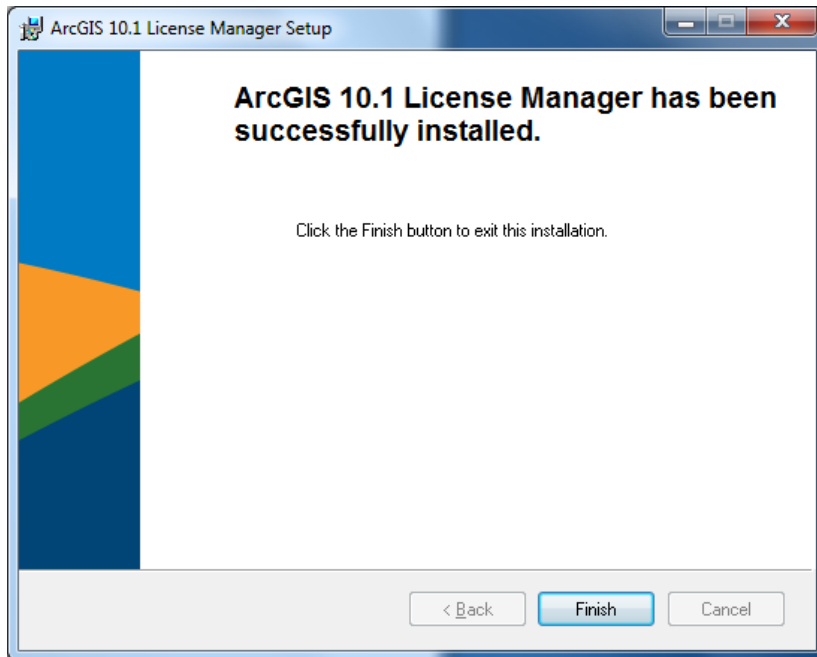 ArcGIS 10.1 License Manager Setup
ArcGIS 10.1 License Manager has been
successfully installed.
Click the Finish button to exit this installation.
< Back
Finish
Cancel